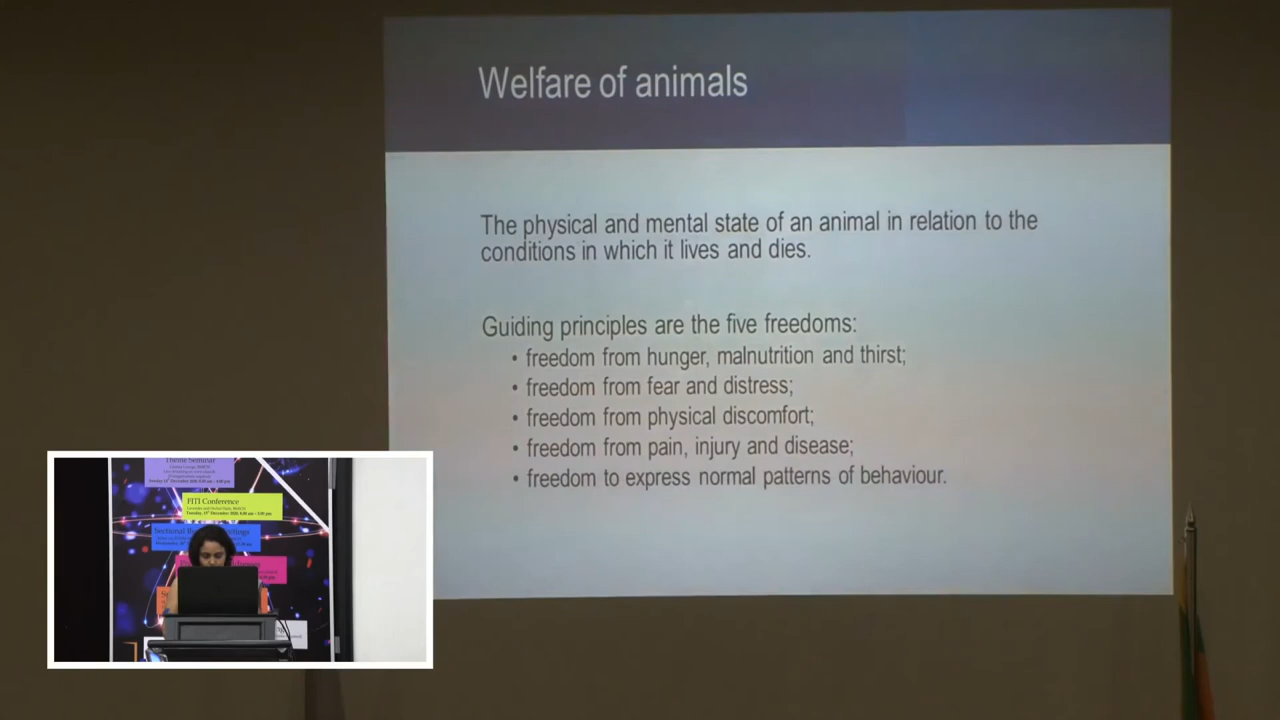 Welfare of animals
The physical and mental state of an animal in relation to the
conditions in which it lives and dies.
Guiding principles are the five freedoms:
• freedom from hunger, malnutrition and thirst;
• freedom from fear and distress;
• freedom from physical discomfort;
• freedom from pain, injury and disease;
• freedom to express normal patterns of behaviour.
Theme Seminar
FITI Conference
Sectional